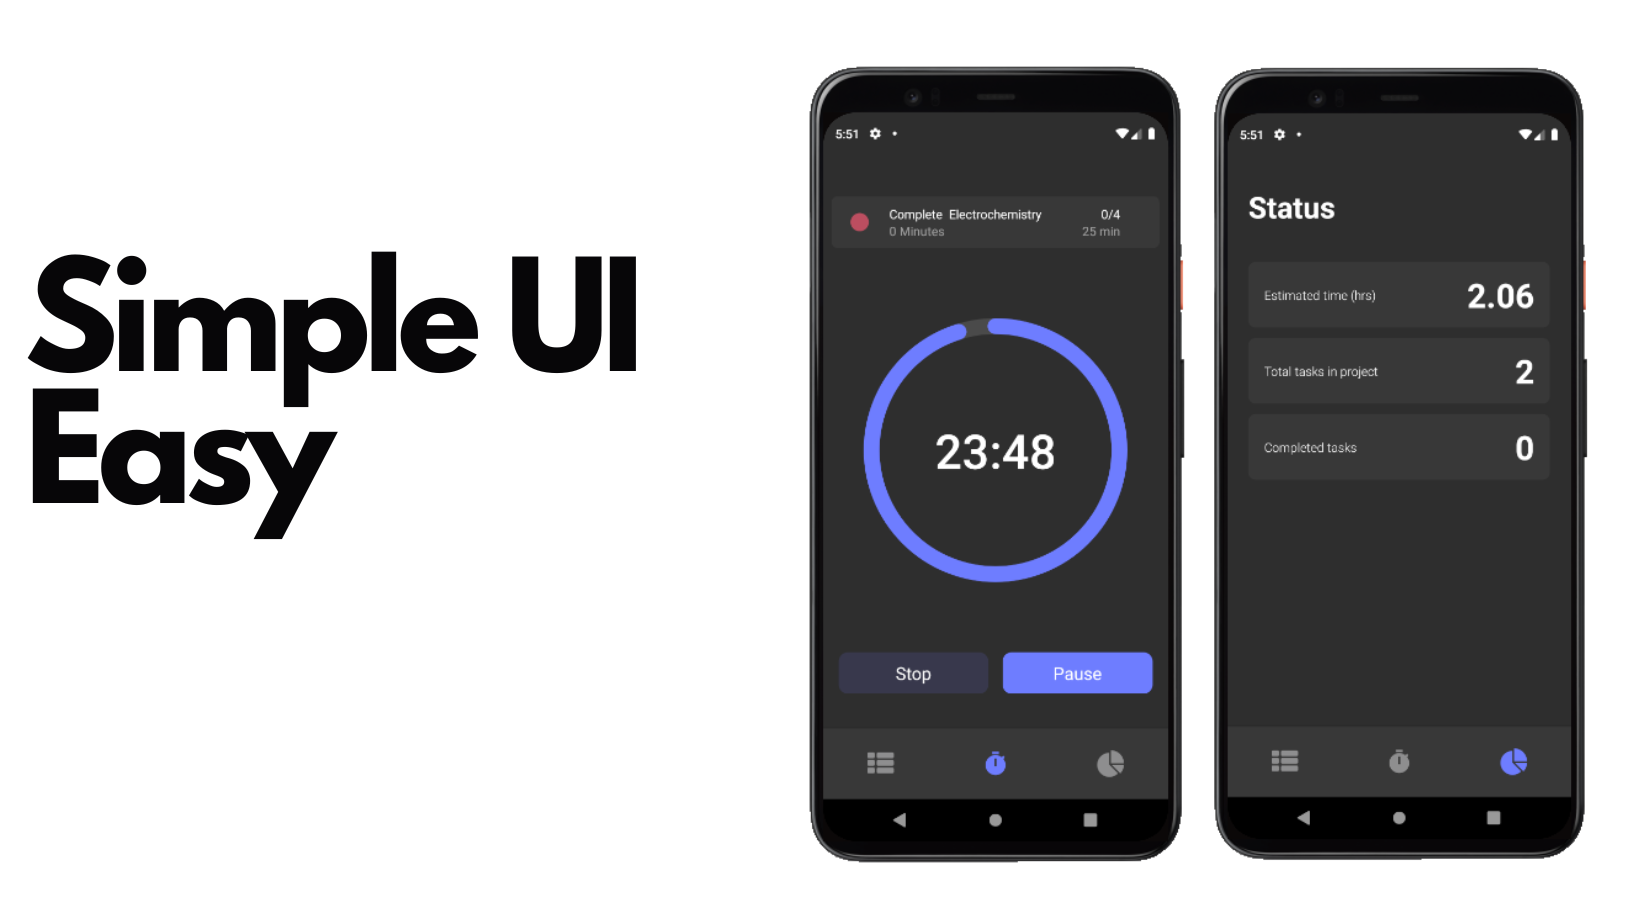 Simple UI
Easy
5:51
Complete Electrochemistry 0/4
0 Minutes 25 min
23:48
Stop Pause
5:51
Status
Estimated time (hrs) 2.06
Total tasks in project 2
Completed tasks 0